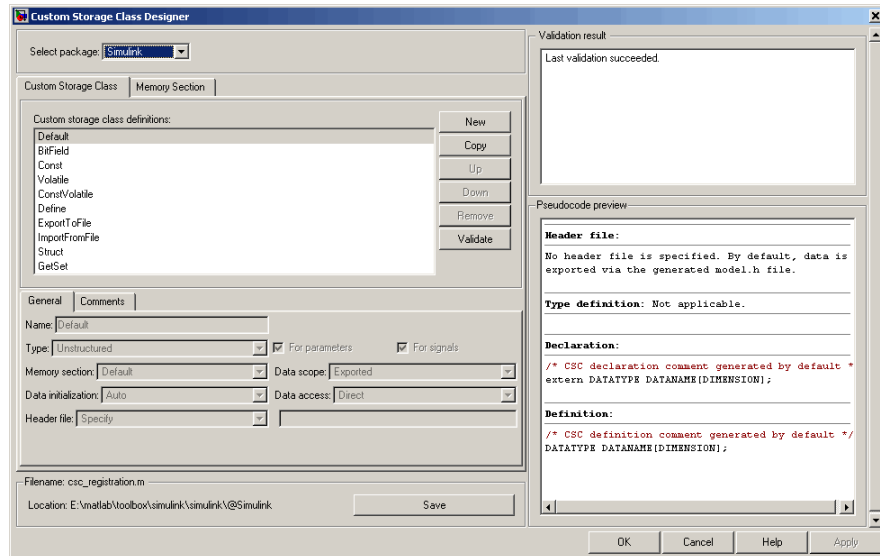 Custom Storage Class Designer
Select package: Simulink
Custom Storage Class
Memory Section
Custom storage class definitions:
Default
BitField
Const
Volatile
ConstVolatile
Define
ExportToFile
ImportFromFile
Struct
GetSet
New
Copy
Up
Down
Remove
Validate
General
Comments
Name: Default
Type: Unstructured
For parameters
For signals
Memory section: Default
Data scope: Exported
Data initialization: Auto
Data access: Direct
Header file: Specify
Filename: csc_registration.m
Location: E:\matlab\toolbox\simulink\simulink\@Simulink
Save
Validation result
Last validation succeeded.
Pseudocode preview
Header file:
No header file is specified. By default, data is
exported via the generated model.h file.
Type definition: Not applicable.
Declaration:
/* CSC declaration comment generated by default *
extern DATATYPE DATANAME[DIMENSION];
Definition:
/* CSC definition comment generated by default */
DATATYPE DATANAME[DIMENSION];
OK
Cancel
Help
Apply